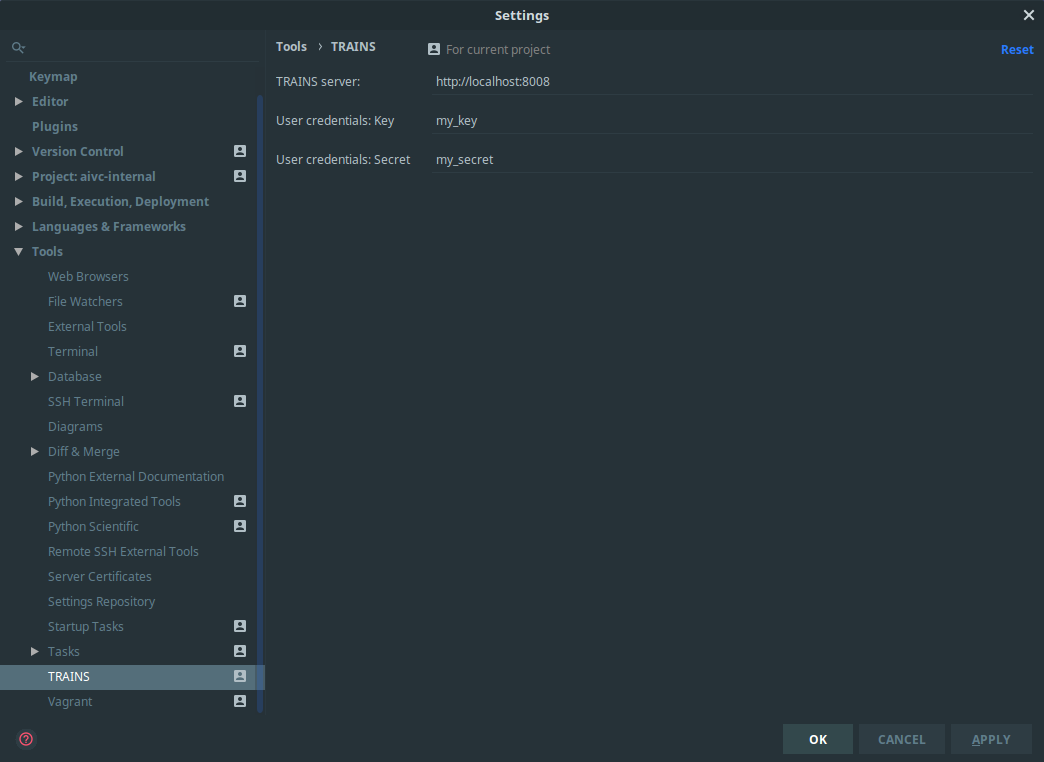 Settings
Keymap
Editor
Plugins
Version Control
Project: aivc-internal
Build, Execution, Deployment
Languages & Frameworks
Tools
Web Browsers
File Watchers
External Tools
Terminal
Database
SSH Terminal
Diagrams
Diff & Merge
Python External Documentation
Python Integrated Tools
Python Scientific
Remote SSH External Tools
Server Certificates
Settings Repository
Startup Tasks
Tasks
TRAINS
Vagrant
Tools › TRAINS For current project Reset
TRAINS server: http://localhost:8008
User credentials: Key my_key
User credentials: Secret my_secret
? OK CANCEL APPLY